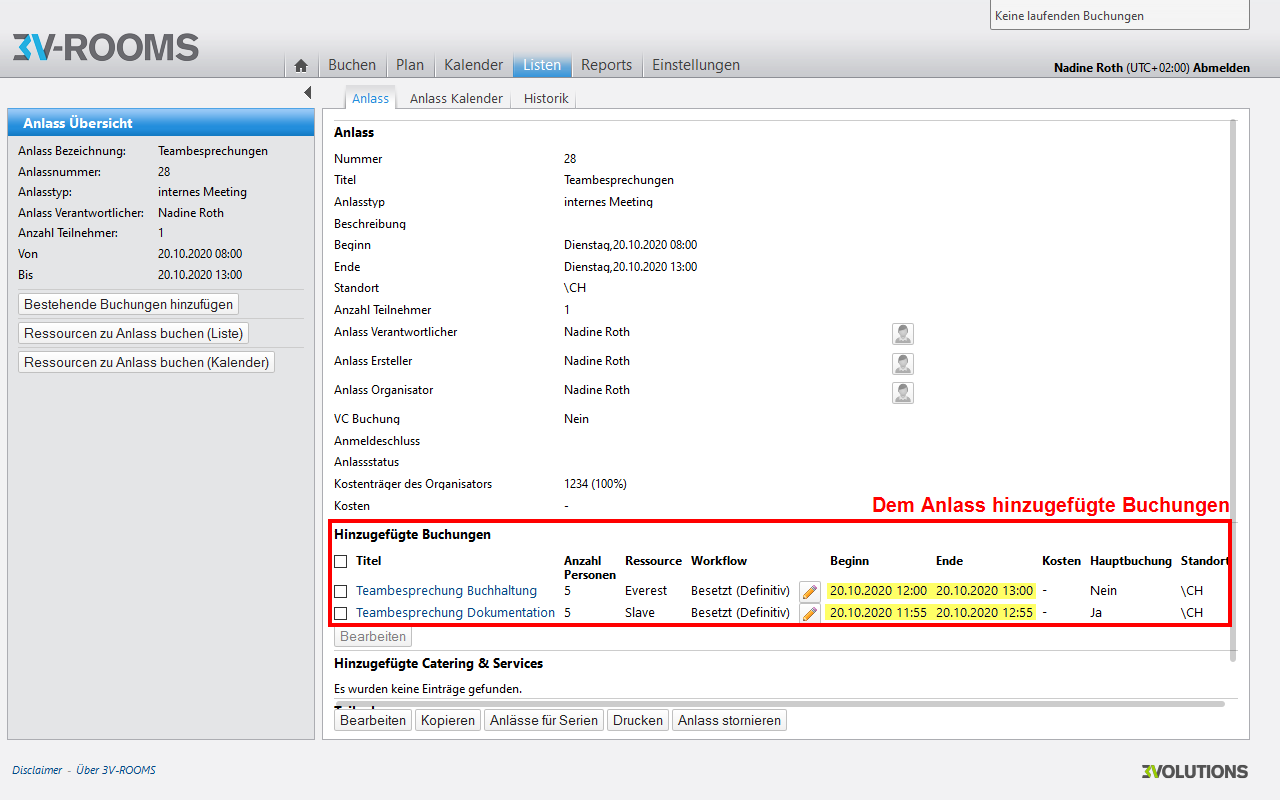 Keine laufenden Buchungen
3V-ROOMS
Buchen Plan Kalender Listen Reports Einstellungen
Nadine Roth (UTC+02:00) Abmelden
Anlass Anlass Kalender Historik
Anlass Übersicht
Anlass Bezeichnung: Teambesprechungen
Anlassnummer: 28
Anlasstyp: internes Meeting
Anlass Verantwortlicher: Nadine Roth
Anzahl Teilnehmer: 1
Von 20.10.2020 08:00
Bis 20.10.2020 13:00
Bestehende Buchungen hinzufügen
Ressourcen zu Anlass buchen (Liste)
Ressourcen zu Anlass buchen (Kalender)
Anlass
Nummer 28
Titel Teambesprechungen
Anlasstyp internes Meeting
Beschreibung
Beginn Dienstag,20.10.2020 08:00
Ende Dienstag,20.10.2020 13:00
Standort \CH
Anzahl Teilnehmer 1
Anlass Verantwortlicher Nadine Roth
Anlass Ersteller Nadine Roth
Anlass Organisator Nadine Roth
VC Buchung Nein
Anmeldeschluss
Anlassstatus
Kostenträger des Organisators 1234 (100%)
Kosten -
Dem Anlass hinzugefügte Buchungen
Hinzugefügte Buchungen
Titel Anzahl Personen Ressource Workflow Beginn Ende Kosten Hauptbuchung Standort
Teambesprechung Buchhaltung 5 Everest Besetzt (Definitiv) 20.10.2020 12:00 20.10.2020 13:00 - Nein \CH
Teambesprechung Dokumentation 5 Slave Besetzt (Definitiv) 20.10.2020 11:55 20.10.2020 12:55 - Ja \CH
Bearbeiten
Hinzugefügte Catering & Services
Es wurden keine Einträge gefunden.
Bearbeiten Kopieren Anlässe für Serien Drucken Anlass stornieren
Disclaimer - Über 3V-ROOMS
3VOLUTIONS